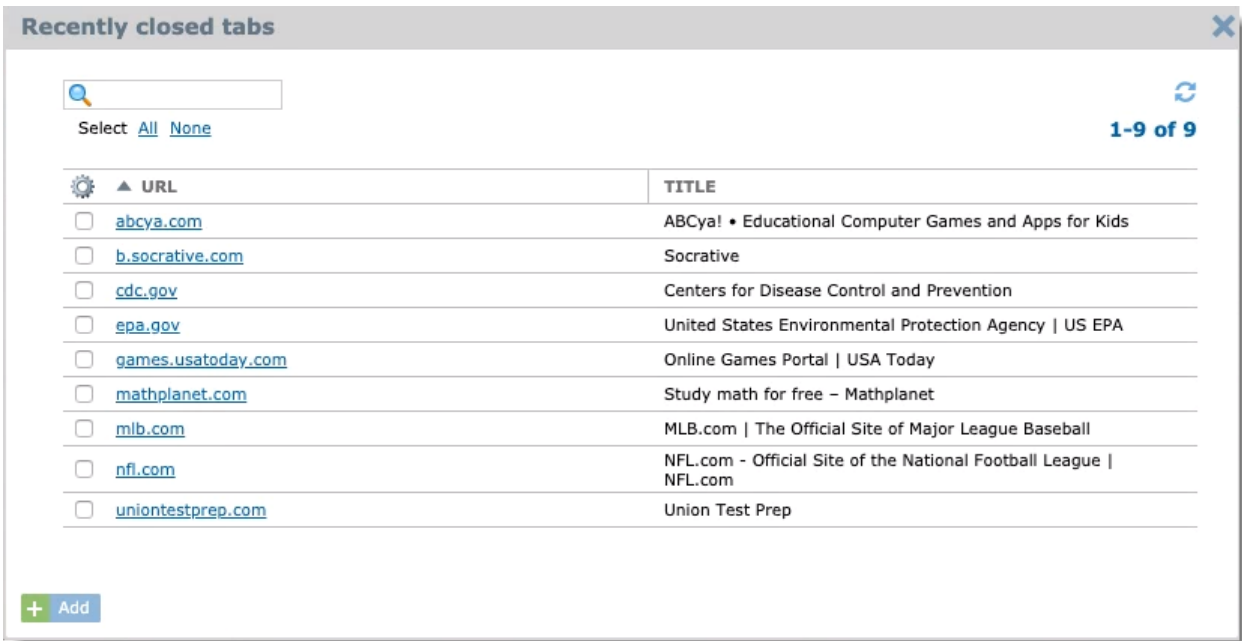 Recently closed tabs
Select All None
1-9 of 9
URL TITLE
abcya.com ABCya! • Educational Computer Games and Apps for Kids
b.socrative.com Socrative
cdc.gov Centers for Disease Control and Prevention
epa.gov United States Environmental Protection Agency | US EPA
games.usatoday.com Online Games Portal | USA Today
mathplanet.com Study math for free – Mathplanet
mlb.com MLB.com | The Official Site of Major League Baseball
nfl.com NFL.com - Official Site of the National Football League |
NFL.com
uniontestprep.com Union Test Prep
+ Add